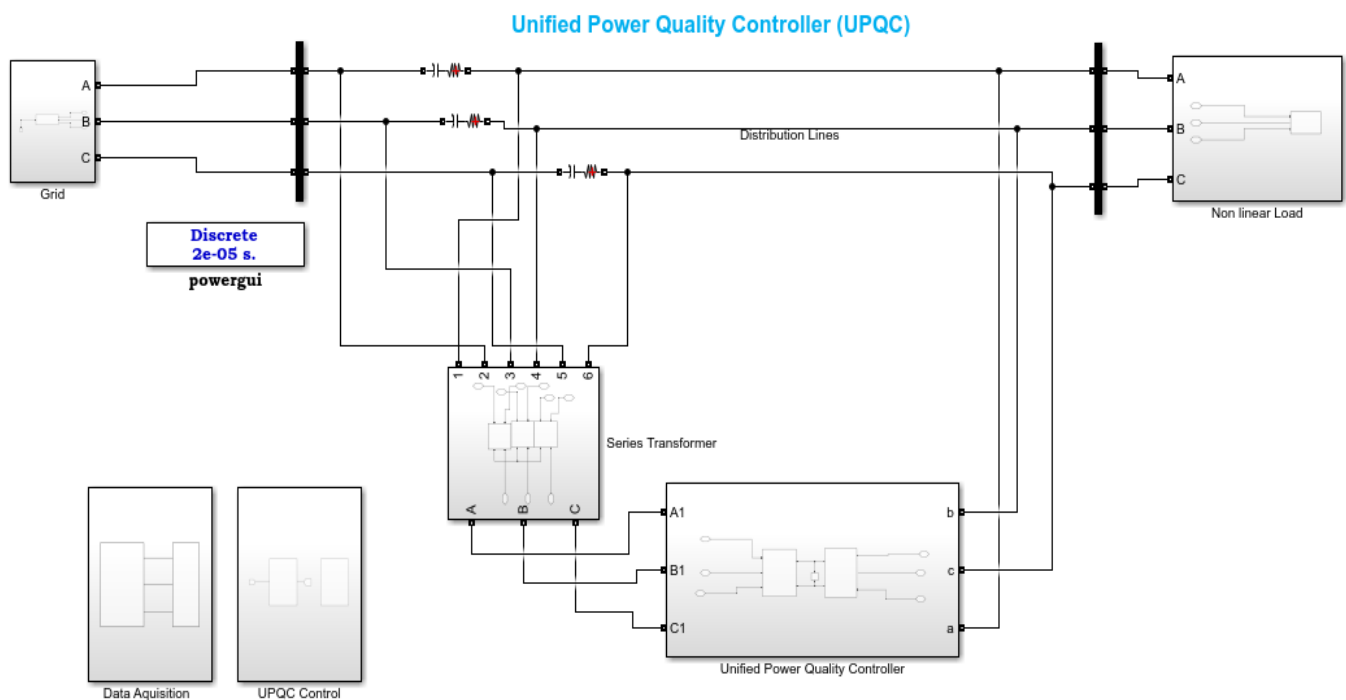 Unified Power Quality Controller (UPQC)
A
B
C
Grid
Discrete
2e-05 s.
powergui
Distribution Lines
A
B
C
Non linear Load
1
2
3
4
5
6
Series Transformer
A
B
C
A1
B1
C1
b
c
a
Unified Power Quality Controller
Data Aquisition
UPQC Control